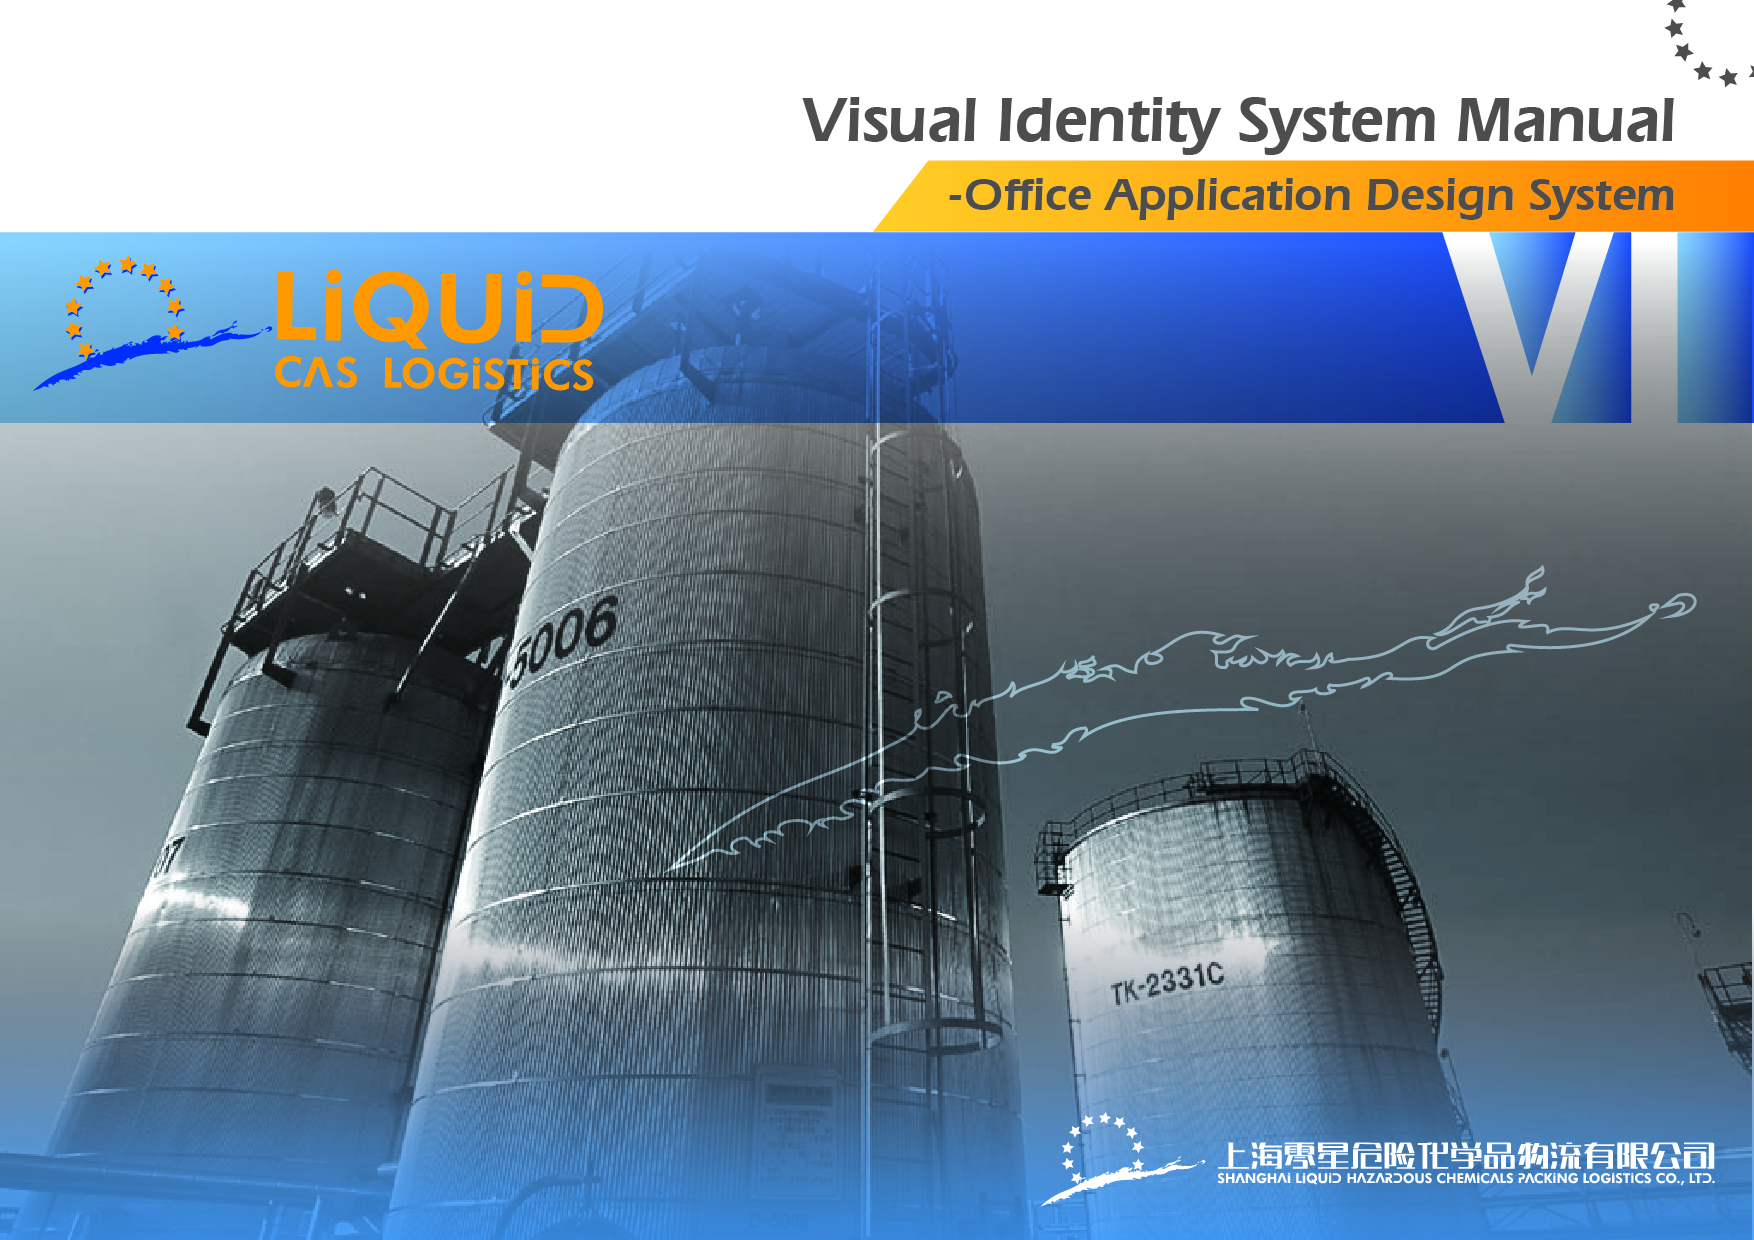 Visual Identity System Manual
-Office Application Design System
VI
LiQUiD
CAS LOGiSTiCS
5006
07
TK-2331C
上海零星危险化学品物流有限公司
SHANGHAI LIQUID HAZARDOUS CHEMICALS PACKING LOGISTICS CO., LTD.